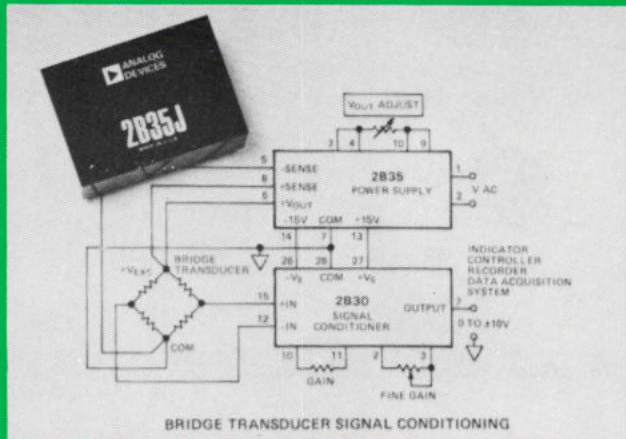 ANALOG
DEVICES
2B35J
VOUT ADJUST
3 4 10 9
5 -SENSE
8 +SENSE
6 +VOUT
2B35
POWER SUPPLY
1
V AC
2
-15V COM +15V
14 7 13
BRIDGE
TRANSDUCER
+VEXC
COM
26 28 27
-VS COM +VS
15 +IN
12 -IN
2B30
SIGNAL
CONDITIONER
OUTPUT
7
INDICATOR
CONTROLLER
RECORDER
DATA ACQUISITION
SYSTEM
0 TO ±10V
10 11 2 3
GAIN
FINE GAIN
BRIDGE TRANSDUCER SIGNAL CONDITIONING